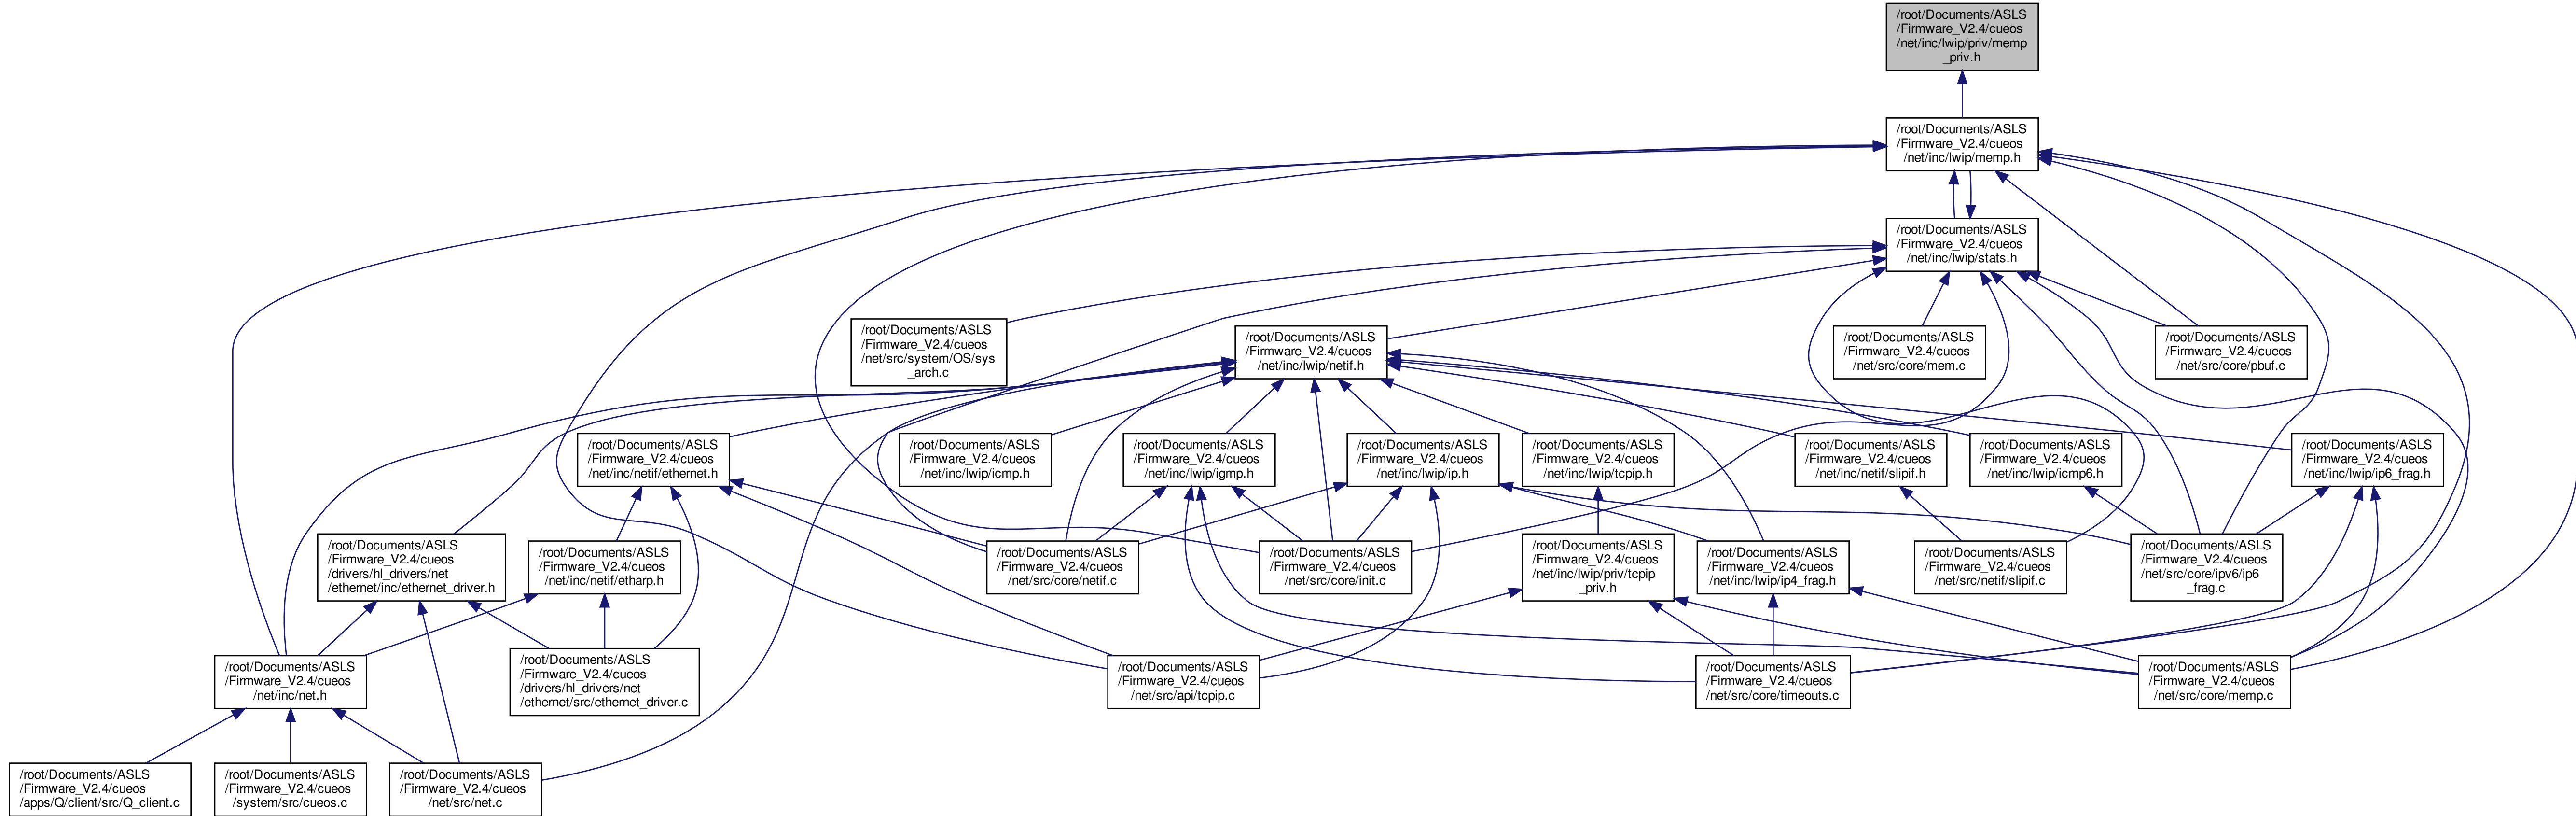 /root/Documents/ASLS
/Firmware_V2.4/cueos
/net/inc/lwip/priv/memp
_priv.h
/root/Documents/ASLS
/Firmware_V2.4/cueos
/net/inc/lwip/memp.h
/root/Documents/ASLS
/Firmware_V2.4/cueos
/net/inc/lwip/stats.h
/root/Documents/ASLS
/Firmware_V2.4/cueos
/net/src/system/OS/sys
_arch.c
/root/Documents/ASLS
/Firmware_V2.4/cueos
/net/inc/lwip/netif.h
/root/Documents/ASLS
/Firmware_V2.4/cueos
/net/src/core/mem.c
/root/Documents/ASLS
/Firmware_V2.4/cueos
/net/src/core/pbuf.c
/root/Documents/ASLS
/Firmware_V2.4/cueos
/net/inc/netif/ethernet.h
/root/Documents/ASLS
/Firmware_V2.4/cueos
/net/inc/lwip/icmp.h
/root/Documents/ASLS
/Firmware_V2.4/cueos
/net/inc/lwip/igmp.h
/root/Documents/ASLS
/Firmware_V2.4/cueos
/net/inc/lwip/ip.h
/root/Documents/ASLS
/Firmware_V2.4/cueos
/net/inc/lwip/tcpip.h
/root/Documents/ASLS
/Firmware_V2.4/cueos
/net/inc/netif/slipif.h
/root/Documents/ASLS
/Firmware_V2.4/cueos
/net/inc/lwip/icmp6.h
/root/Documents/ASLS
/Firmware_V2.4/cueos
/net/inc/lwip/ip6_frag.h
/root/Documents/ASLS
/Firmware_V2.4/cueos
/drivers/hl_drivers/net
/ethernet/inc/ethernet_driver.h
/root/Documents/ASLS
/Firmware_V2.4/cueos
/net/inc/netif/etharp.h
/root/Documents/ASLS
/Firmware_V2.4/cueos
/net/src/core/netif.c
/root/Documents/ASLS
/Firmware_V2.4/cueos
/net/src/core/init.c
/root/Documents/ASLS
/Firmware_V2.4/cueos
/net/inc/lwip/priv/tcpip
_priv.h
/root/Documents/ASLS
/Firmware_V2.4/cueos
/net/inc/lwip/ip4_frag.h
/root/Documents/ASLS
/Firmware_V2.4/cueos
/net/src/netif/slipif.c
/root/Documents/ASLS
/Firmware_V2.4/cueos
/net/src/core/ipv6/ip6
_frag.c
/root/Documents/ASLS
/Firmware_V2.4/cueos
/net/inc/net.h
/root/Documents/ASLS
/Firmware_V2.4/cueos
/drivers/hl_drivers/net
/ethernet/src/ethernet_driver.c
/root/Documents/ASLS
/Firmware_V2.4/cueos
/net/src/api/tcpip.c
/root/Documents/ASLS
/Firmware_V2.4/cueos
/net/src/core/timeouts.c
/root/Documents/ASLS
/Firmware_V2.4/cueos
/net/src/core/memp.c
/root/Documents/ASLS
/Firmware_V2.4/cueos
/apps/Q/client/src/Q_client.c
/root/Documents/ASLS
/Firmware_V2.4/cueos
/system/src/cueos.c
/root/Documents/ASLS
/Firmware_V2.4/cueos
/net/src/net.c